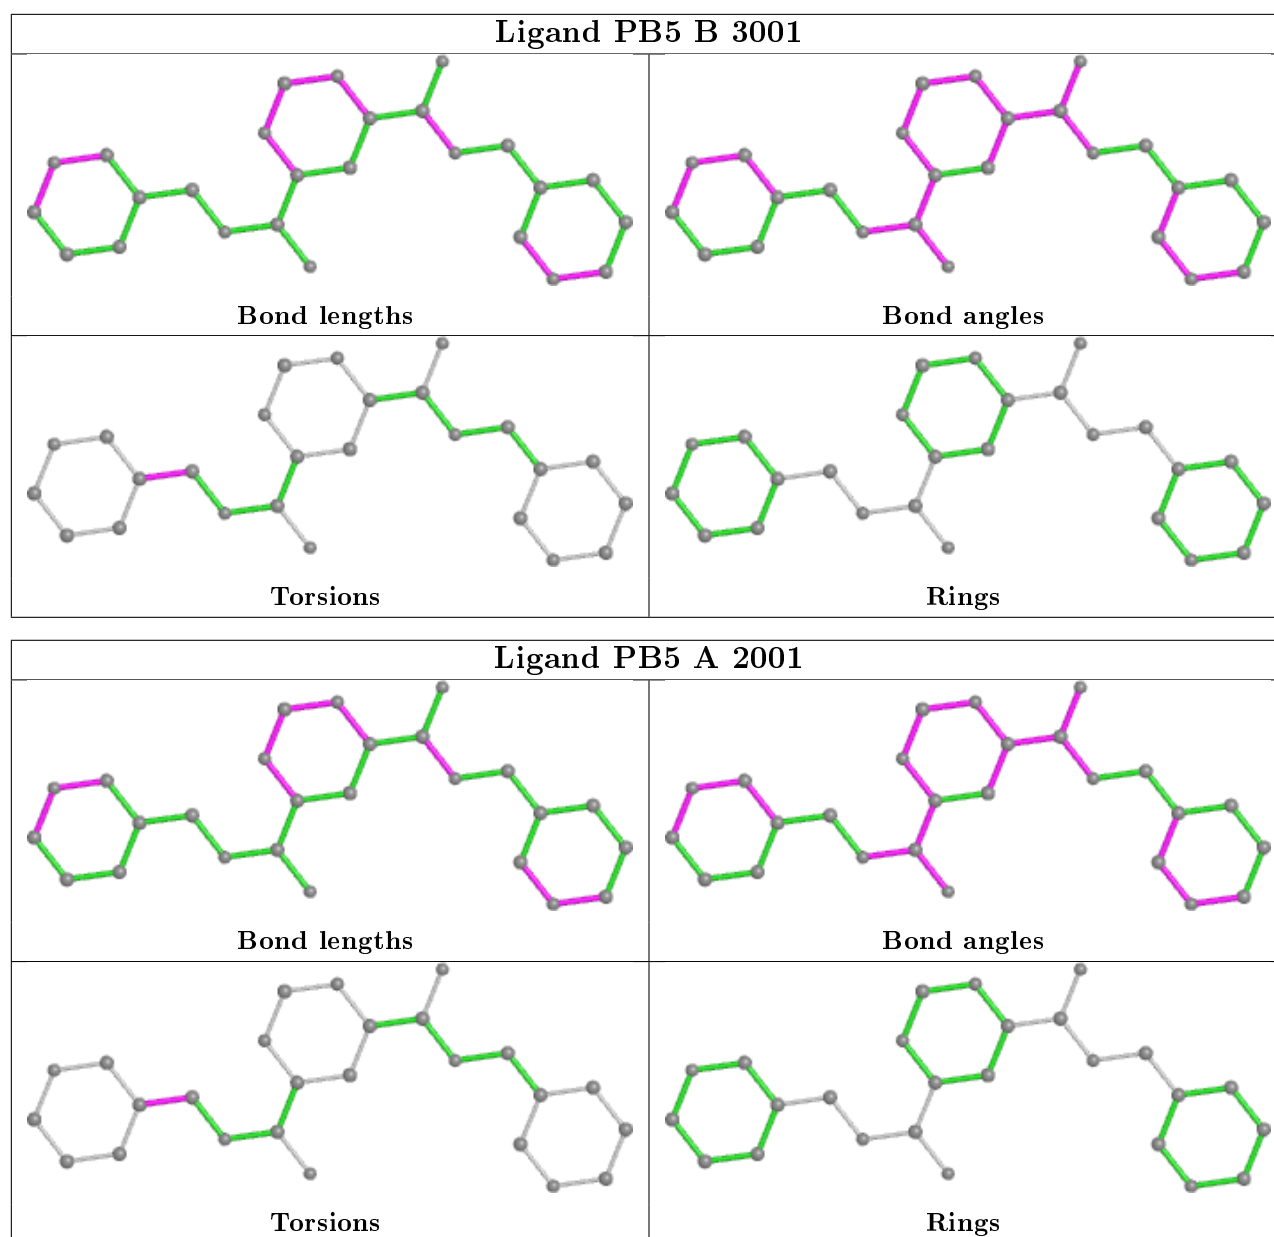 Ligand PB5 B 3001
Bond lengths
Bond angles
Torsions
Rings
Ligand PB5 A 2001
Bond lengths
Bond angles
Torsions
Rings